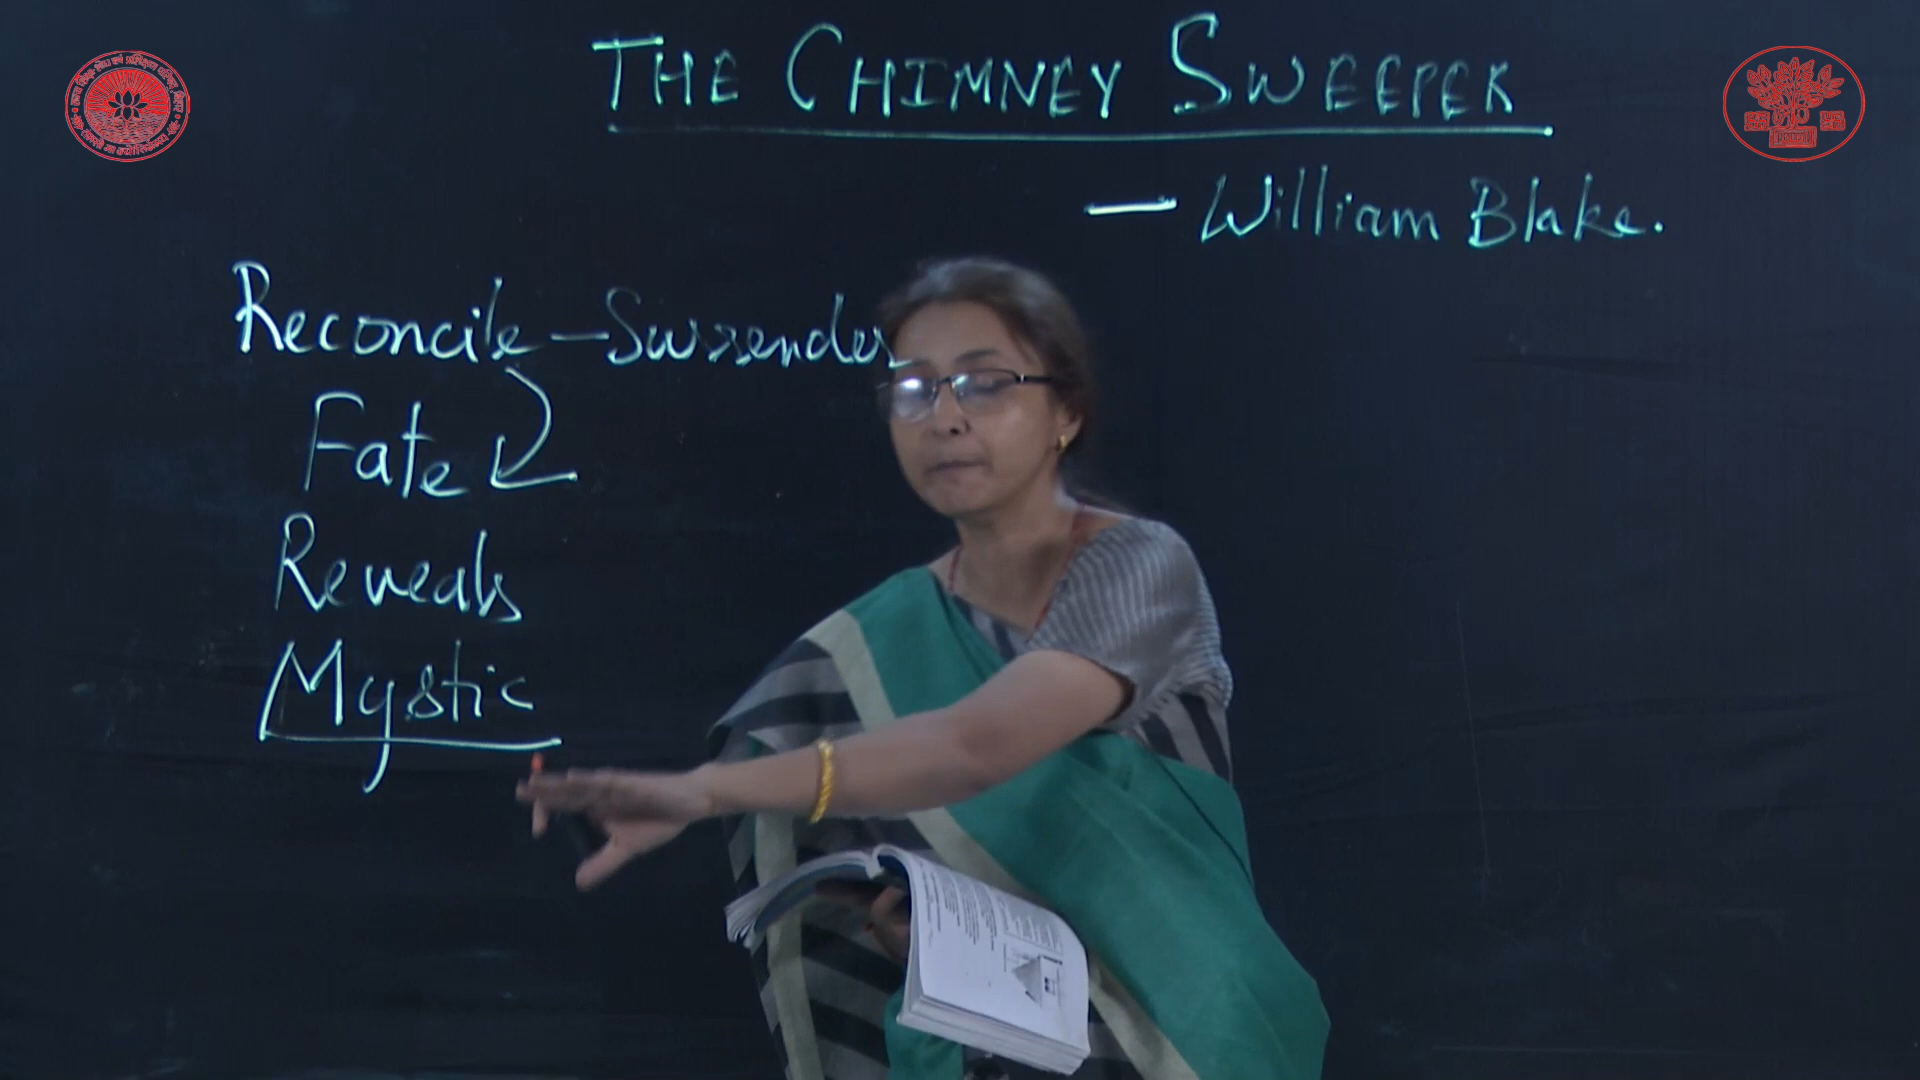 THE CHIMNEY SWEEPER
— William Blake.
Reconcile — Surrender
Fate
Reveals
Mystic